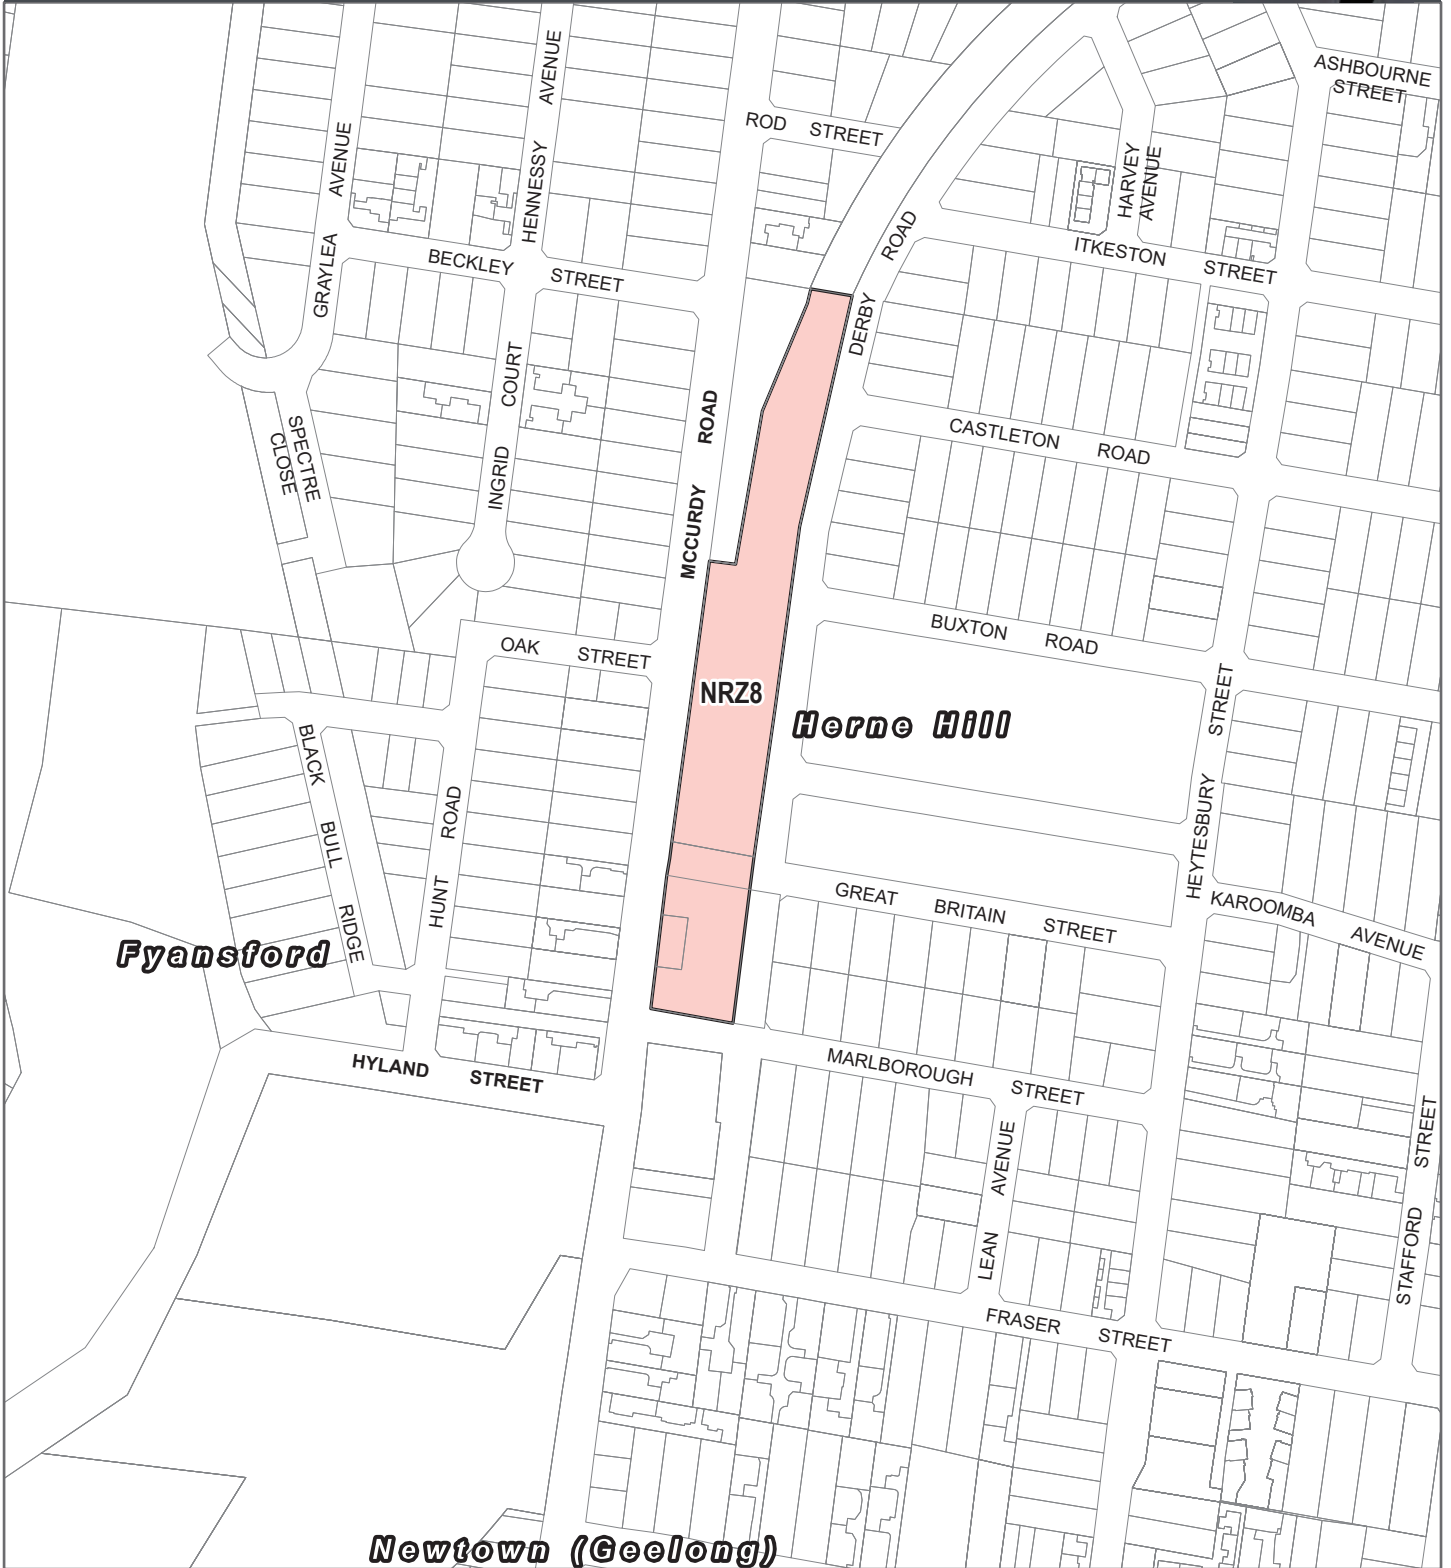 ASHBOURNE
STREET
ROD STREET
GRAYLEA AVENUE
HENNESSY AVENUE
HARVEY
AVENUE
BECKLEY STREET
ITKESTON STREET
DERBY ROAD
SPECTRE
CLOSE
INGRID COURT
MCCURDY ROAD
CASTLETON ROAD
BUXTON ROAD
OAK STREET
NRZ8
Herne Hill
HEYTESBURY STREET
BLACK BULL RIDGE
HUNT ROAD
GREAT BRITAIN STREET
KAROOMBA AVENUE
Fyansford
HYLAND STREET
MARLBOROUGH STREET
LEAN AVENUE
STAFFORD STREET
FRASER STREET
Newtown (Geelong)